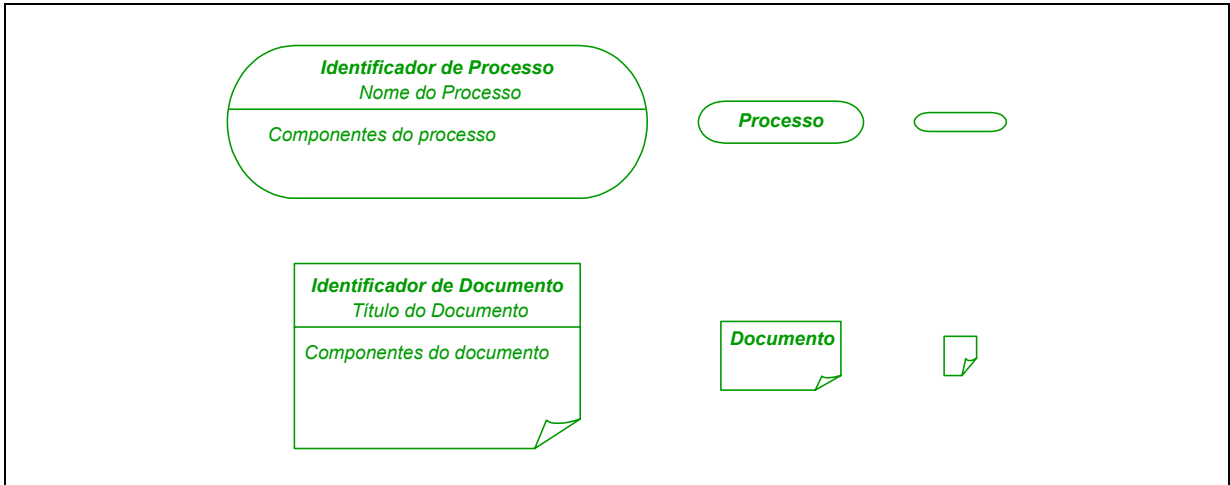 Identificador de Processo
Nome do Processo
Componentes do processo
Processo
Identificador de Documento
Título do Documento
Componentes do documento
Documento